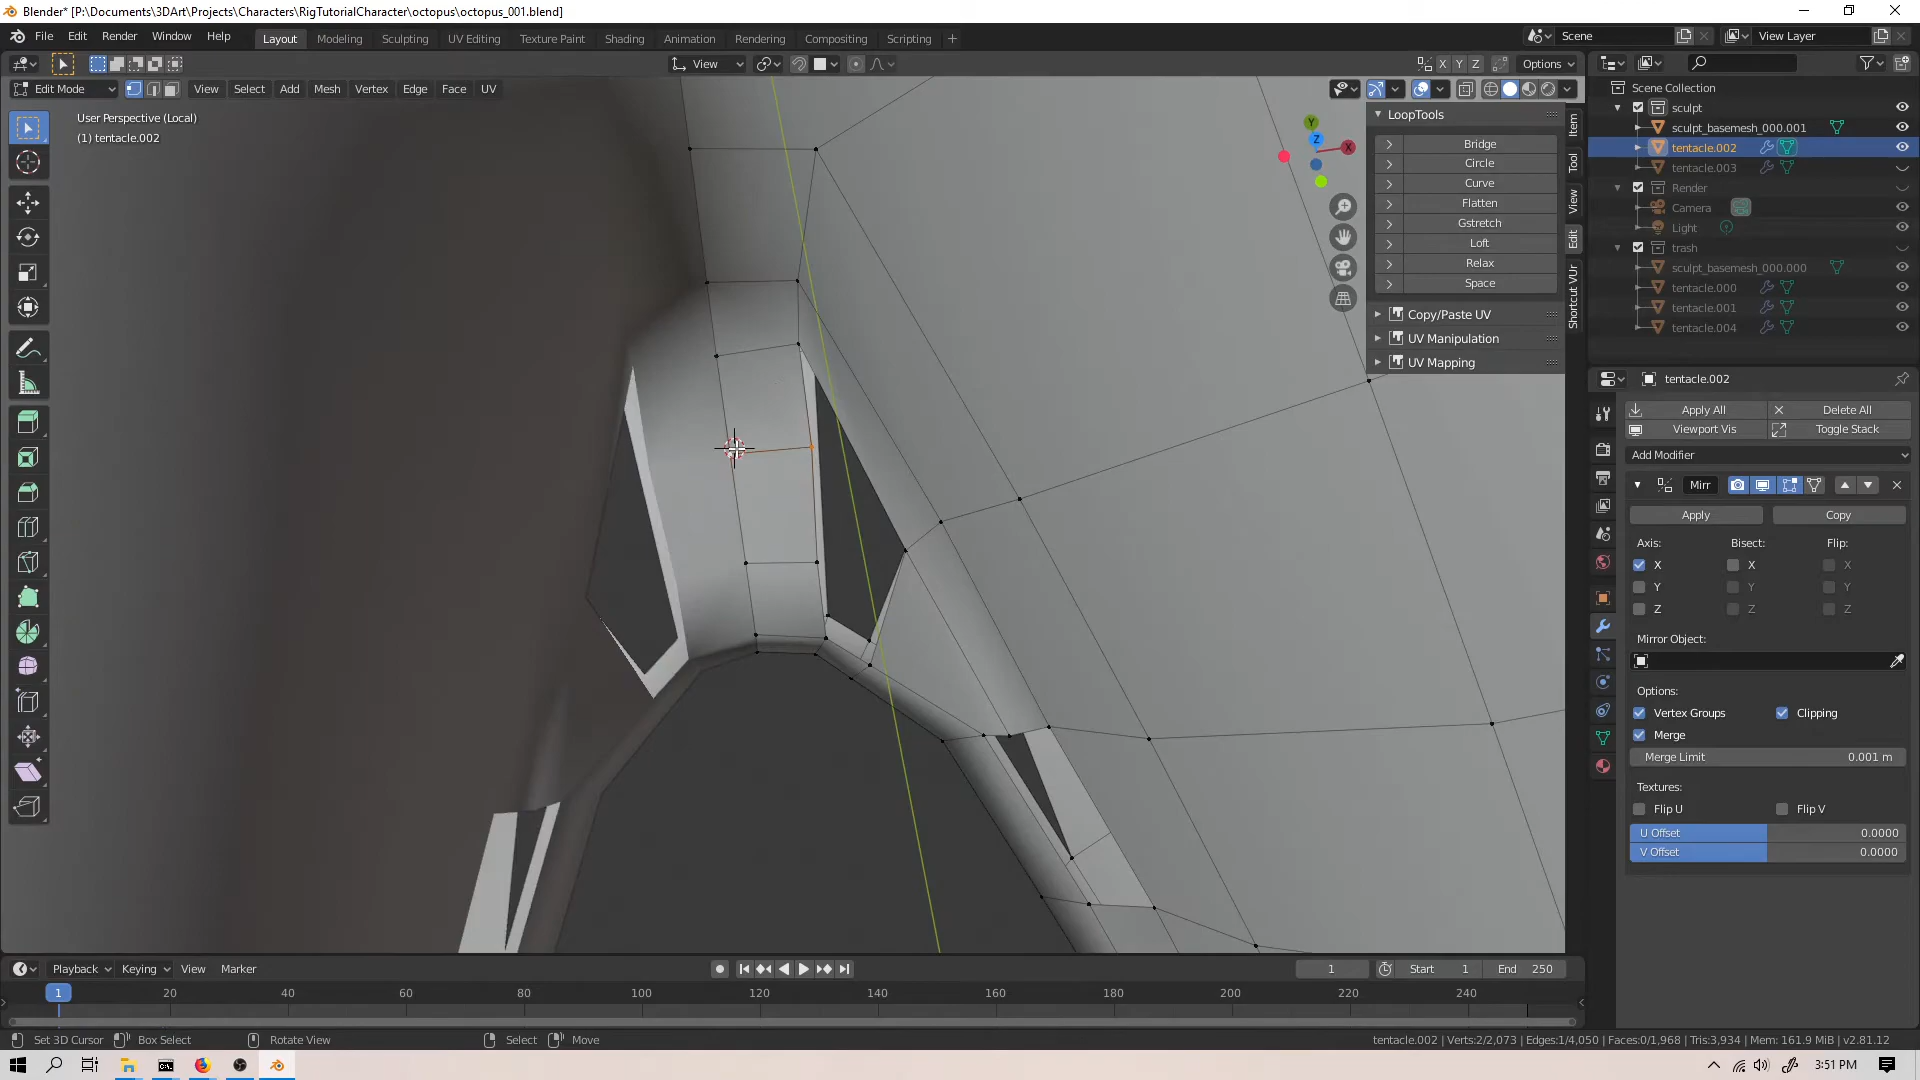 Blender* [P:\Documents\3DArt\Projects\Characters\RigTutorialCharacter\octopus\octopus_001.blend]
File Edit Render Window Help Layout Modeling Sculpting UV Editing Texture Paint Shading Animation Rendering Compositing Scripting + Scene View Layer
View X Y Z Options
Edit Mode View Select Add Mesh Vertex Edge Face UV
User Perspective (Local)
(1) tentacle.002
Y
Z
X
LoopTools
Bridge
Circle
Curve
Flatten
Gstretch
Loft
Relax
Space
Copy/Paste UV
UV Manipulation
UV Mapping
Item
Tool
View
Edit
Shortcut VUr
Scene Collection
sculpt
sculpt_basemesh_000.001
tentacle.002
tentacle.003
Render
Camera
Light
trash
sculpt_basemesh_000.000
tentacle.000
tentacle.001
tentacle.004
tentacle.002
Apply All Delete All
Viewport Vis Toggle Stack
Add Modifier
Mirr
Apply Copy
Axis: Bisect: Flip:
X X X
Y Y Y
Z Z Z
Mirror Object:
Options:
Vertex Groups Clipping
Merge
Merge Limit 0.001 m
Textures:
Flip U Flip V
U Offset 0.0000
V Offset 0.0000
Playback Keying View Marker 1 Start 1 End 250
1 20 40 60 80 100 120 140 160 180 200 220 240
Set 3D Cursor Box Select Rotate View Select Move tentacle.002 | Verts:2/2,073 | Edges:1/4,050 | Faces:0/1,968 | Tris:3,934 | Mem: 161.9 MiB | v2.81.12
3:51 PM